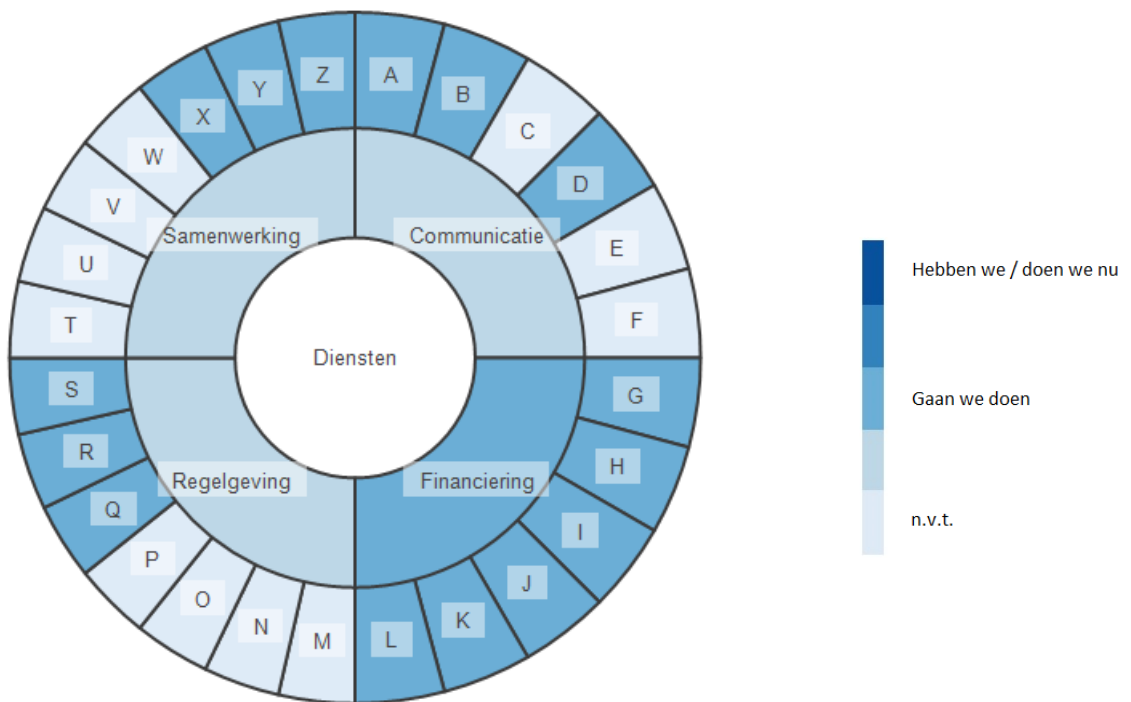 Z
A
Y
B
X
C
W
D
V
Samenwerking
Communicatie
E
U
Hebben we / doen we nu
T
F
Diensten
S
G
Gaan we doen
R
H
Regelgeving
Financiering
Q
I
n.v.t.
P
J
O
K
N
M
L